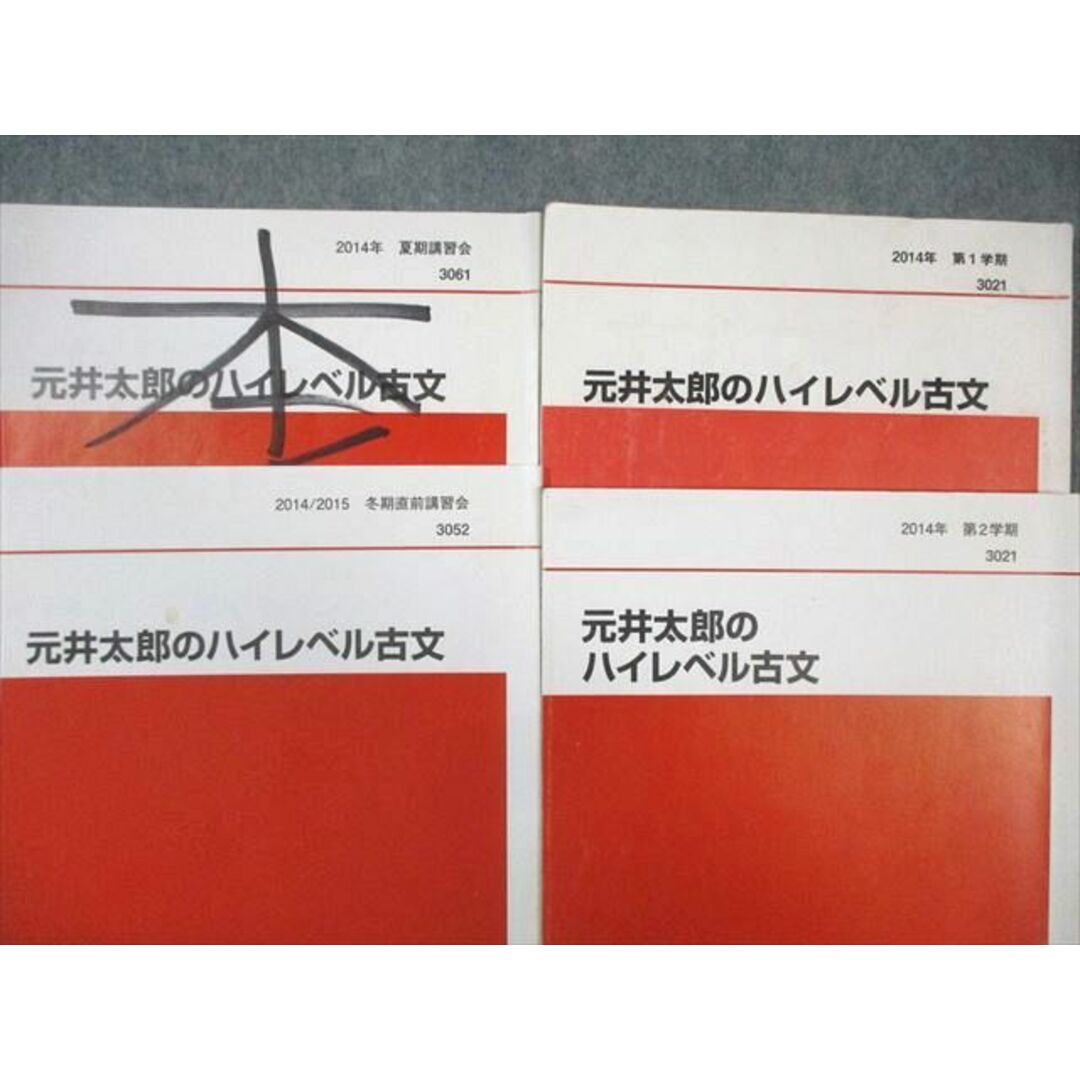 2014年 夏期講習会
3061
本
元井太郎のハイレベル古文
2014年 第1学期
3021
元井太郎のハイレベル古文
2014/2015 冬期直前講習会
3052
元井太郎のハイレベル古文
2014年 第2学期
3021
元井太郎の
ハイレベル古文